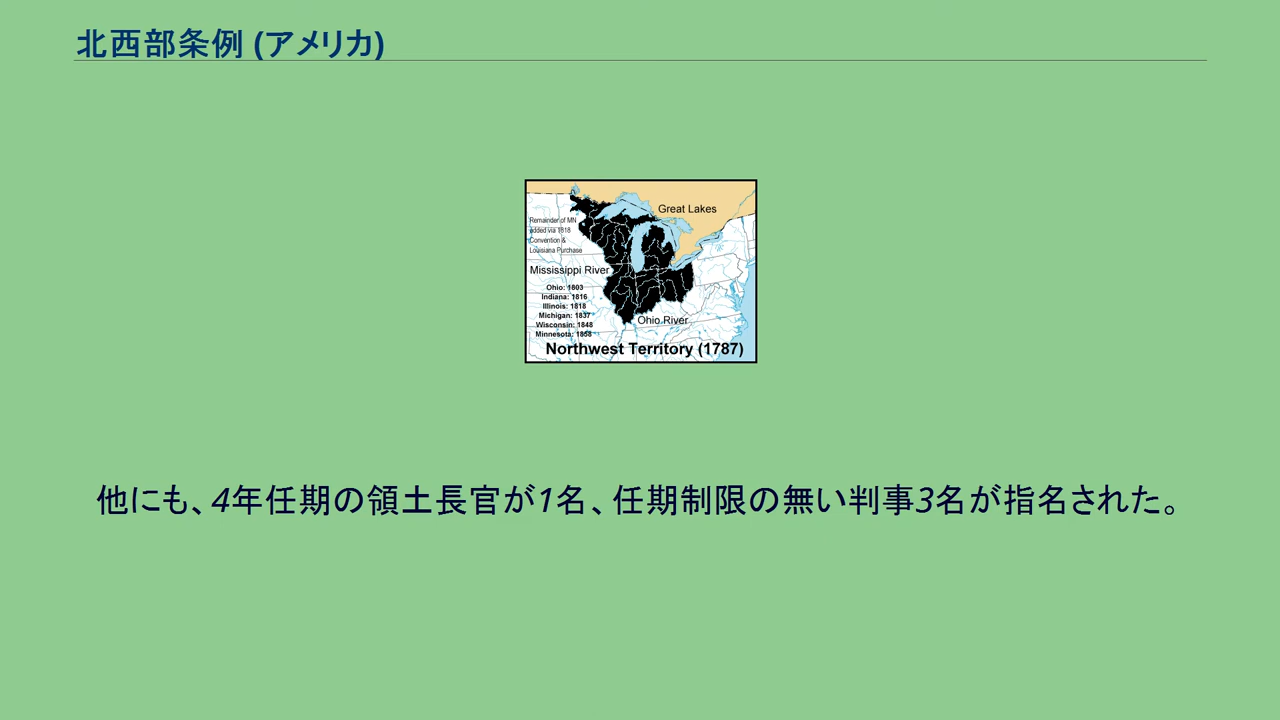 北西部条例 (アメリカ)
Great Lakes
Remainder of MN
added via 1818
Convention &
Louisiana Purchase
Mississippi River
Ohio: 1803
Indiana: 1816
Illinois: 1818
Michigan: 1837
Wisconsin: 1848
Minnesota: 1858
Ohio River
Northwest Territory (1787)
他にも、4年任期の領土長官が1名、任期制限の無い判事3名が指名された。